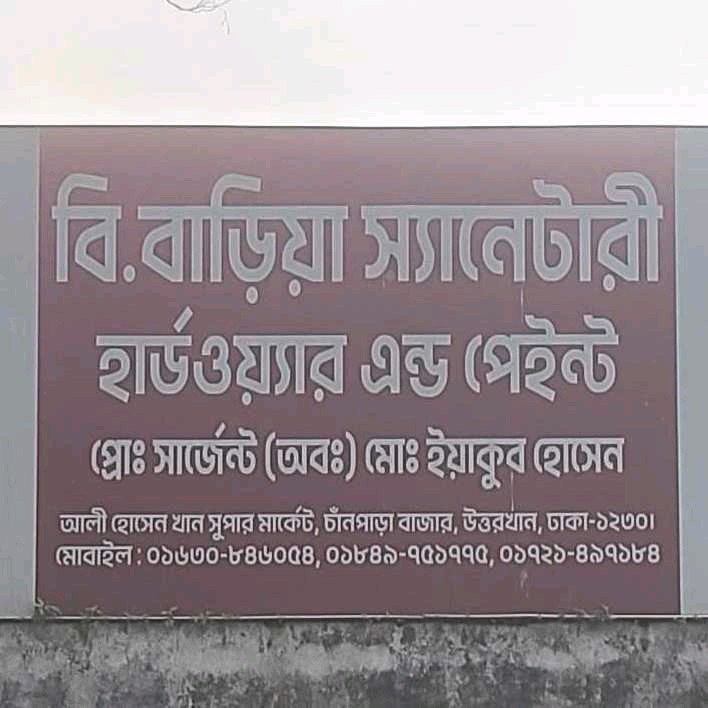 বি.বাড়িয়া স্যানেটারী
হার্ডওয়্যার এন্ড পেইন্ট
প্রোঃ সার্জেন্ট (অবঃ) মোঃ ইয়াকুব হোসেন
আলী হোসেন খান সুপার মার্কেট, চাঁনপাড়া বাজার, উত্তরখান, ঢাকা-১২৩০।
মোবাইল : ০১৬৩০-৮৪৬০৫৪, ০১৮৪৯-৭৫১৭৭৫, ০১৭২১-৪৯৭১৮৪